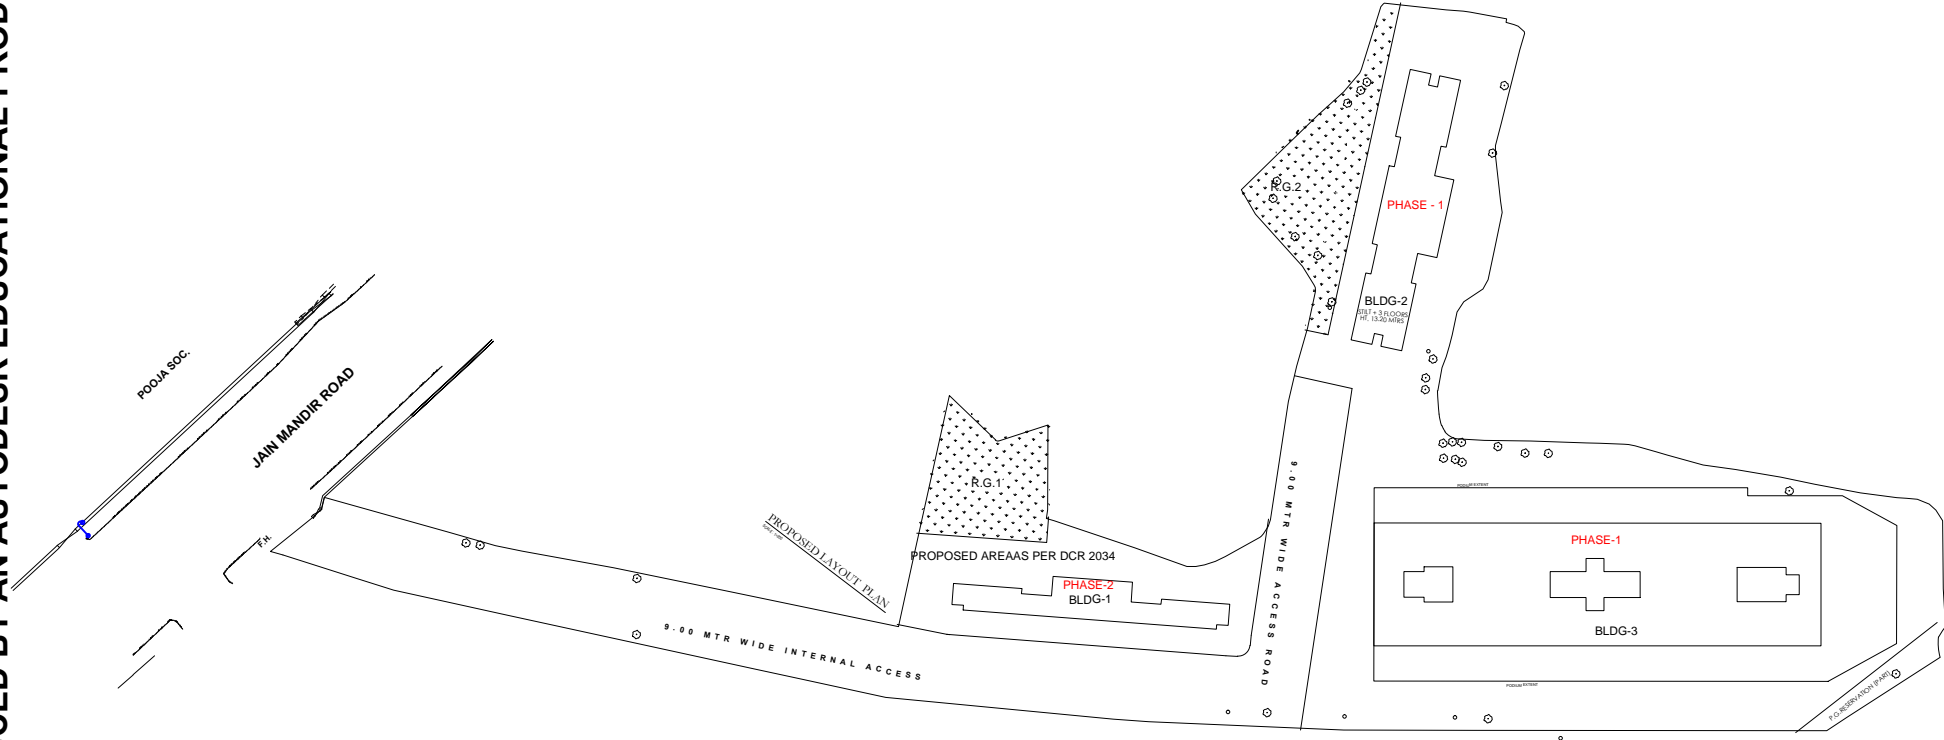 BY AN AUTODESK EDUCATIONAL PROD
POOJA SOC.
JAIN MANDIR ROAD
F.H.
PROPOSED LAYOUT PLAN
9.00 MTR WIDE INTERNAL ACCESS
R.G.1
PROPOSED AREAAS PER DCR 2034
PHASE-2
BLDG-1
R.G.2
PHASE - 1
BLDG-2
STILT + 3 FLOORS
HT. 13.20 MTRS
9.00 MTR WIDE ACCESS ROAD
PODIUM EXTENT
PHASE-1
BLDG-3
PODIUM EXTENT
P.G. RESERVATION (PART)